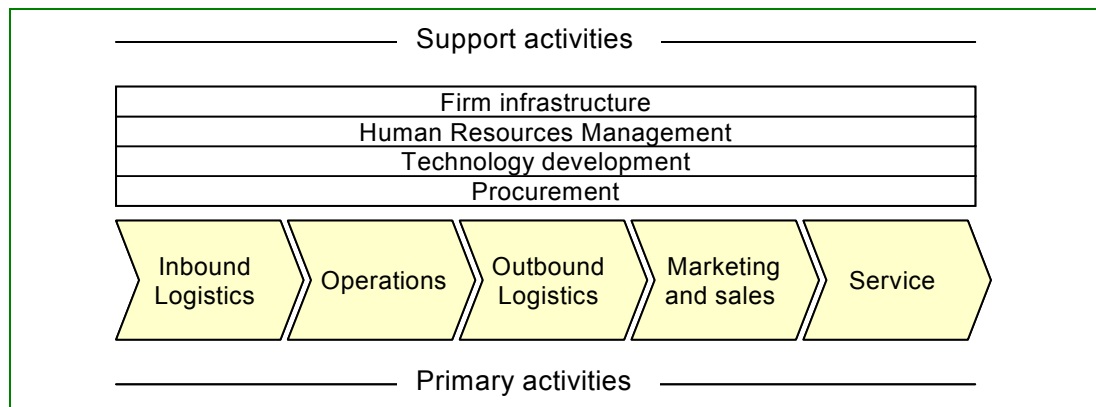 Support activities
Firm infrastructure
Human Resources Management
Technology development
Procurement
Inbound
Logistics
Operations
Outbound
Logistics
Marketing
and sales
Service
Primary activities